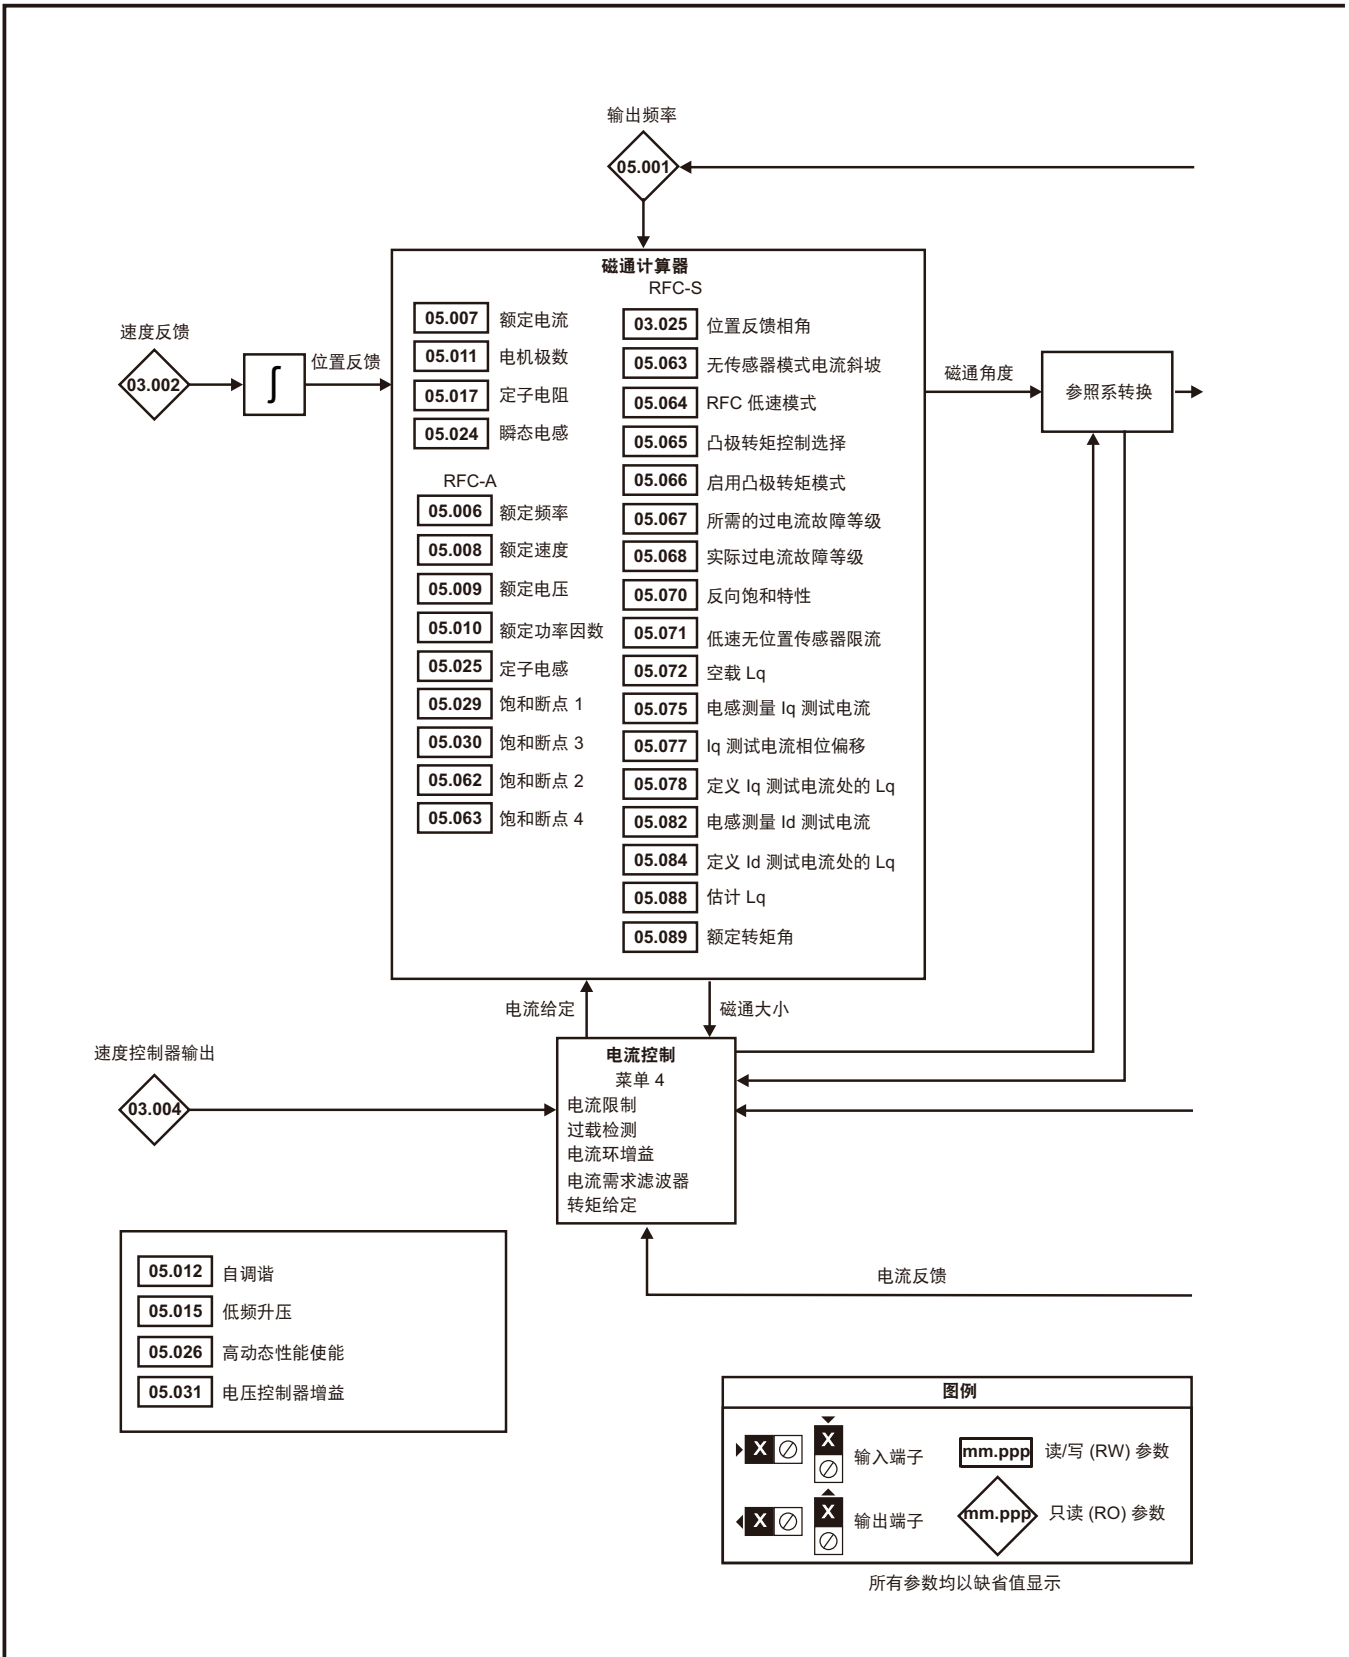 输出频率
05.001
磁通计算器
RFC-S
05.007 额定电流
05.011 电机极数
05.017 定子电阻
05.024 瞬态电感
RFC-A
05.006 额定频率
05.008 额定速度
05.009 额定电压
05.010 额定功率因数
05.025 定子电感
05.029 饱和断点 1
05.030 饱和断点 3
05.062 饱和断点 2
05.063 饱和断点 4
03.025 位置反馈相角
05.063 无传感器模式电流斜坡
05.064 RFC 低速模式
05.065 凸极转矩控制选择
05.066 启用凸极转矩模式
05.067 所需的过电流故障等级
05.068 实际过电流故障等级
05.070 反向饱和特性
05.071 低速无位置传感器限流
05.072 空载 Lq
05.075 电感测量 Iq 测试电流
05.077 Iq 测试电流相位偏移
05.078 定义 Iq 测试电流处的 Lq
05.082 电感测量 Id 测试电流
05.084 定义 Id 测试电流处的 Lq
05.088 估计 Lq
05.089 额定转矩角
速度反馈
03.002
∫
位置反馈
磁通角度
参照系转换
电流给定
磁通大小
速度控制器输出
03.004
电流控制
菜单 4
电流限制
过载检测
电流环增益
电流需求滤波器
转矩给定
电流反馈
05.012 自调谐
05.015 低频升压
05.026 高动态性能使能
05.031 电压控制器增益
图例
X X 输入端子
mm.ppp 读/写 (RW) 参数
X X 输出端子
mm.ppp 只读 (RO) 参数
所有参数均以缺省值显示